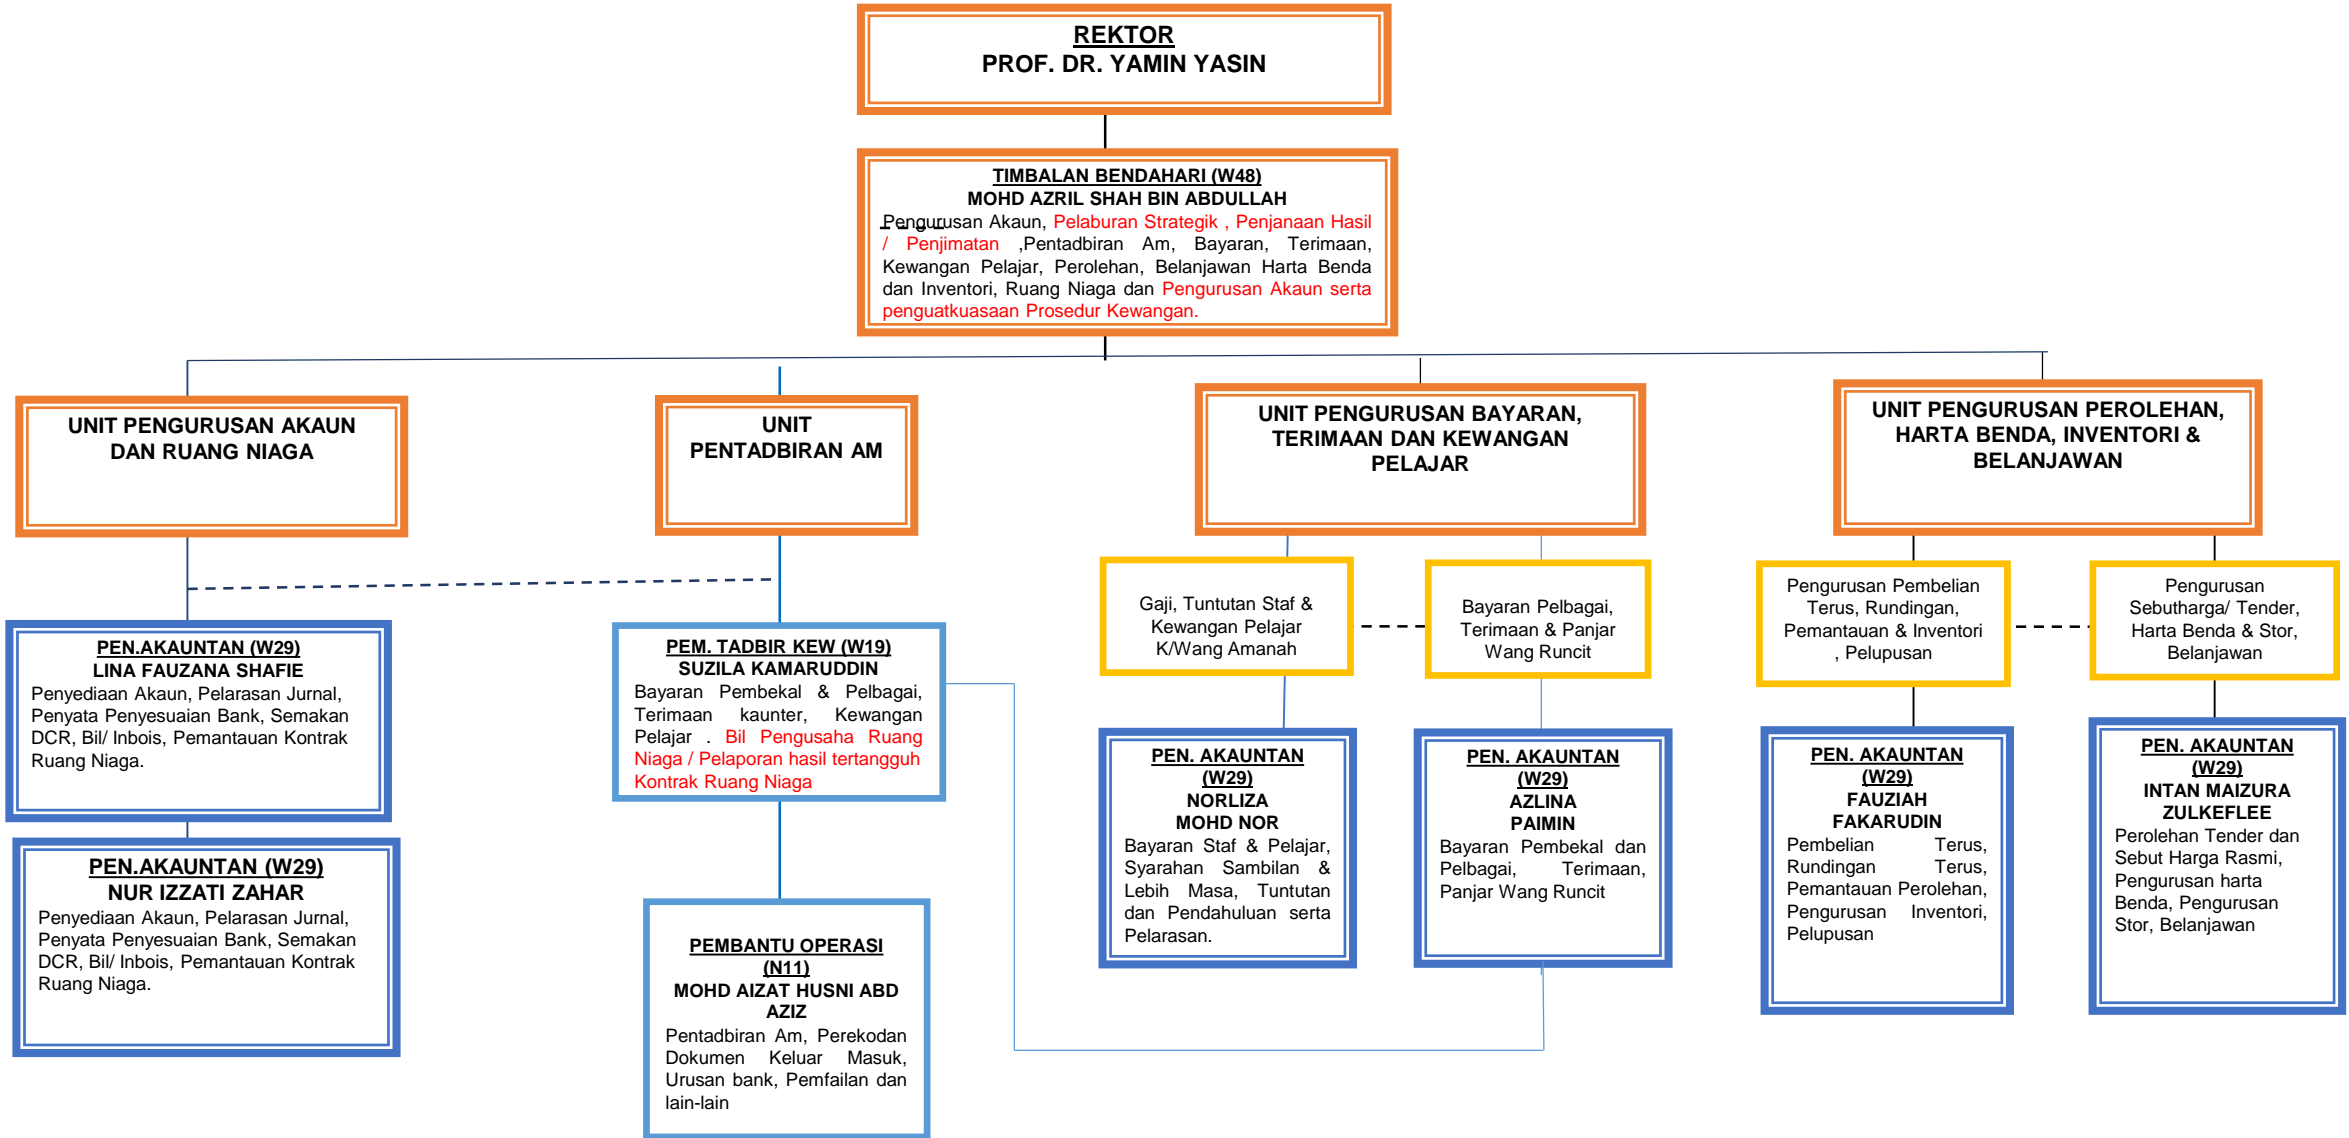 REKTOR
PROF. DR. YAMIN YASIN
TIMBALAN BENDAHARI (W48)
MOHD AZRIL SHAH BIN ABDULLAH
Pengurusan Akaun, Pelaburan Strategik , Penjanaan Hasil
/ Penjimatan ,Pentadbiran Am, Bayaran, Terimaan,
Kewangan Pelajar, Perolehan, Belanjawan Harta Benda
dan Inventori, Ruang Niaga dan Pengurusan Akaun serta
penguatkuasaan Prosedur Kewangan.
UNIT PENGURUSAN AKAUN
DAN RUANG NIAGA
UNIT
PENTADBIRAN AM
UNIT PENGURUSAN BAYARAN,
TERIMAAN DAN KEWANGAN
PELAJAR
UNIT PENGURUSAN PEROLEHAN,
HARTA BENDA, INVENTORI &
BELANJAWAN
Gaji, Tuntutan Staf &
Kewangan Pelajar
K/Wang Amanah
Bayaran Pelbagai,
Terimaan & Panjar
Wang Runcit
Pengurusan Pembelian
Terus, Rundingan,
Pemantauan & Inventori
, Pelupusan
Pengurusan
Sebutharga/ Tender,
Harta Benda & Stor,
Belanjawan
PEN.AKAUNTAN (W29)
LINA FAUZANA SHAFIE
Penyediaan Akaun, Pelarasan Jurnal,
Penyata Penyesuaian Bank, Semakan
DCR, Bil/ Inbois, Pemantauan Kontrak
Ruang Niaga.
PEM. TADBIR KEW (W19)
SUZILA KAMARUDDIN
Bayaran Pembekal & Pelbagai,
Terimaan kaunter, Kewangan
Pelajar . Bil Pengusaha Ruang
Niaga / Pelaporan hasil tertangguh
Kontrak Ruang Niaga
PEN. AKAUNTAN
(W29)
NORLIZA
MOHD NOR
Bayaran Staf & Pelajar,
Syarahan Sambilan &
Lebih Masa, Tuntutan
dan Pendahuluan serta
Pelarasan.
PEN. AKAUNTAN
(W29)
AZLINA
PAIMIN
Bayaran Pembekal dan
Pelbagai, Terimaan,
Panjar Wang Runcit
PEN. AKAUNTAN
(W29)
FAUZIAH
FAKARUDIN
Pembelian Terus,
Rundingan Terus,
Pemantauan Perolehan,
Pengurusan Inventori,
Pelupusan
PEN. AKAUNTAN
(W29)
INTAN MAIZURA
ZULKEFLEE
Perolehan Tender dan
Sebut Harga Rasmi,
Pengurusan harta
Benda, Pengurusan
Stor, Belanjawan
PEN.AKAUNTAN (W29)
NUR IZZATI ZAHAR
Penyediaan Akaun, Pelarasan Jurnal,
Penyata Penyesuaian Bank, Semakan
DCR, Bil/ Inbois, Pemantauan Kontrak
Ruang Niaga.
PEMBANTU OPERASI
(N11)
MOHD AIZAT HUSNI ABD
AZIZ
Pentadbiran Am, Perekodan
Dokumen Keluar Masuk,
Urusan bank, Pemfailan dan
lain-lain